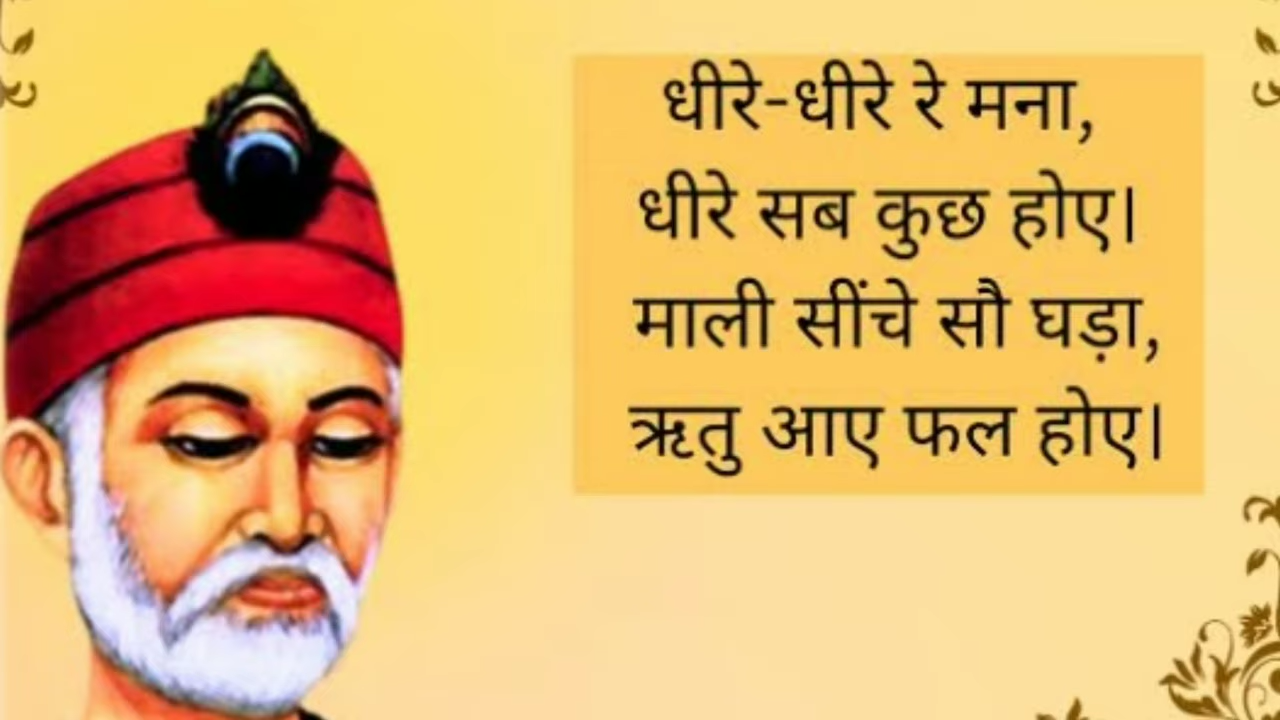 धीरे-धीरे रे मना,
धीरे सब कुछ होए।
माली सींचे सौ घड़ा,
ऋतु आए फल होए।